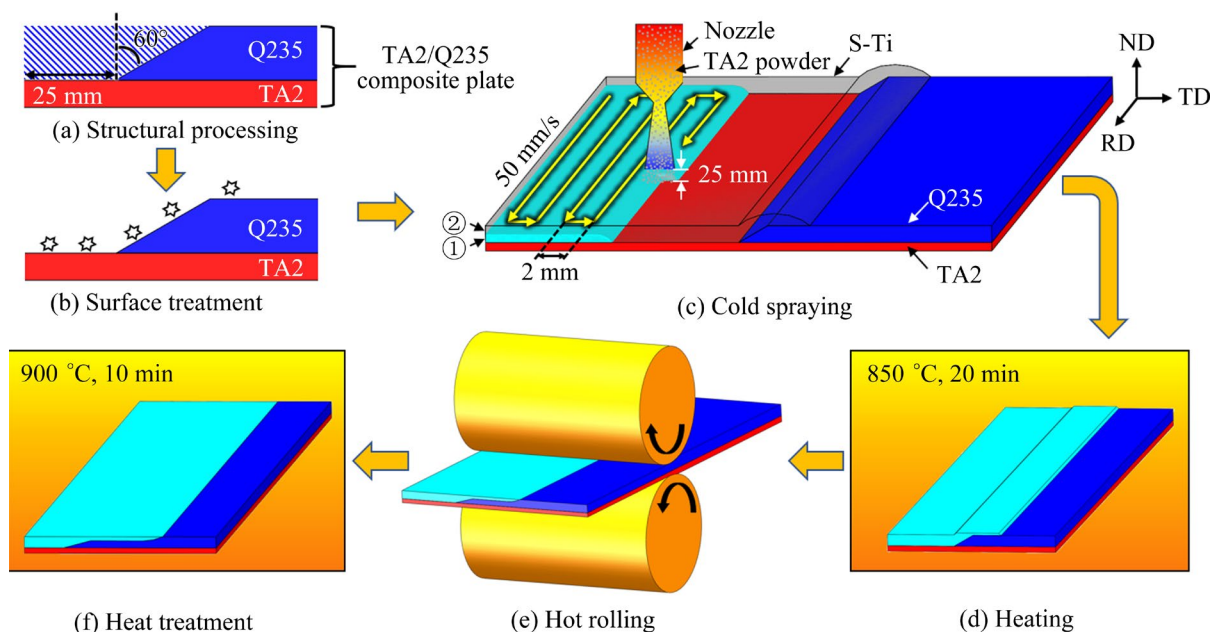 60°
Q235
25 mm
TA2
TA2/Q235
composite plate
(a) Structural processing
Q235
TA2
(b) Surface treatment
Nozzle
TA2 powder
S-Ti
50 mm/s
25 mm
②
①
2 mm
Q235
TA2
ND
TD
RD
(c) Cold spraying
850 °C, 20 min
(d) Heating
(e) Hot rolling
900 °C, 10 min
(f) Heat treatment